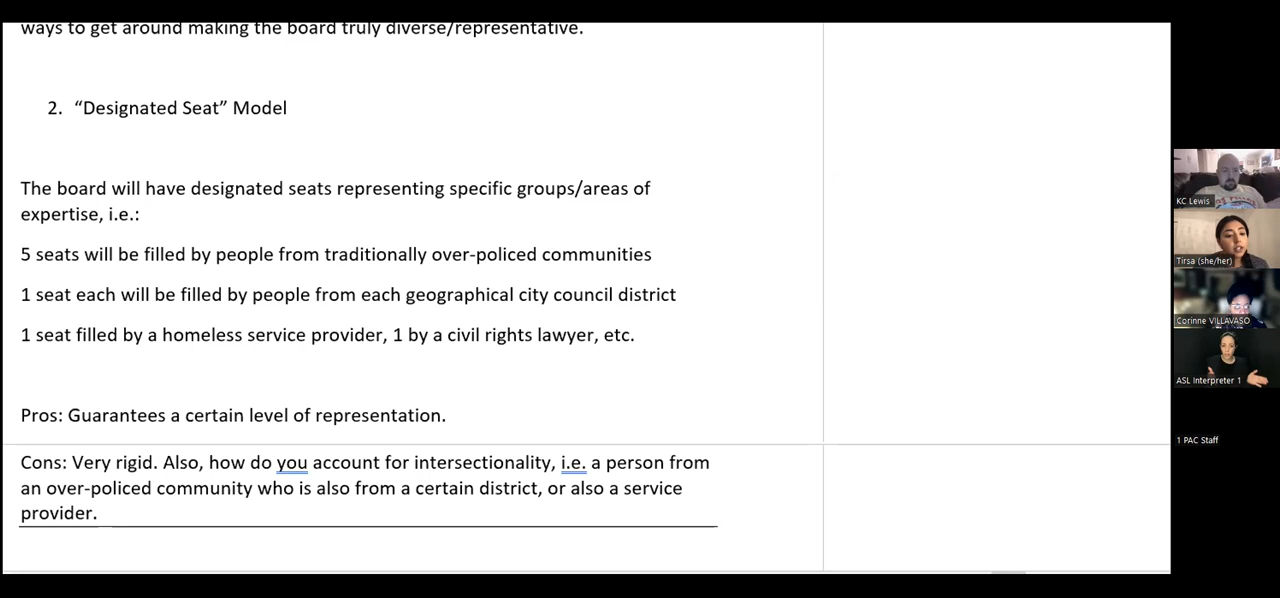 ways to get around making the board truly diverse/representative.
2. “Designated Seat” Model
The board will have designated seats representing specific groups/areas of
expertise, i.e.:
5 seats will be filled by people from traditionally over-policed communities
1 seat each will be filled by people from each geographical city council district
1 seat filled by a homeless service provider, 1 by a civil rights lawyer, etc.
Pros: Guarantees a certain level of representation.
Cons: Very rigid. Also, how do you account for intersectionality, i.e. a person from
an over-policed community who is also from a certain district, or also a service
provider.
KC Lewis
Tirsa (she/her)
Corinne VILLAVASO
ASL Interpreter 1
1 PAC Staff